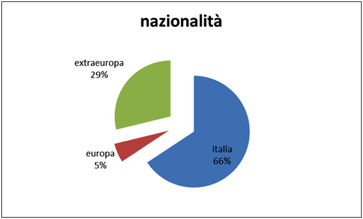 nazionalità
extraeuropa
29%
europa
5%
italia
66%